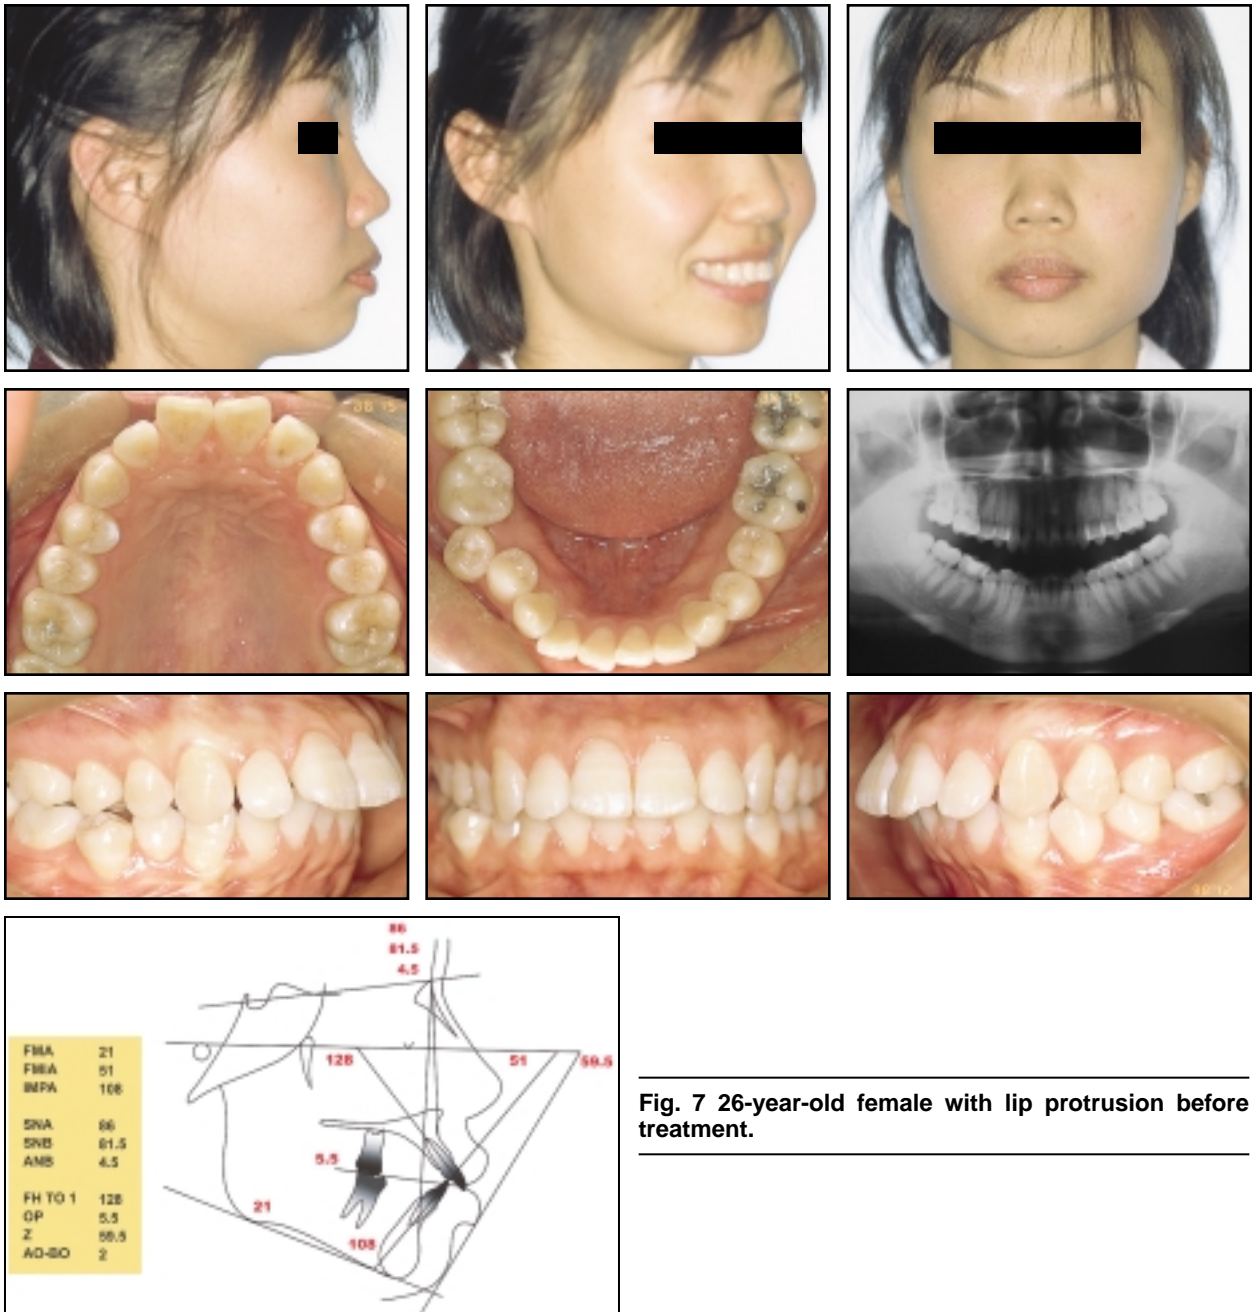 86
81.5
4.5
FMA 21
FMIA 51
IMPA 108
SNA 86
SNB 81.5
ANB 4.5
FH TO 1 128
OP 5.5
Z 59.5
AO-BO 2
128
51
59.5
5.5
21
108
Fig. 7 26-year-old female with lip protrusion before
treatment.